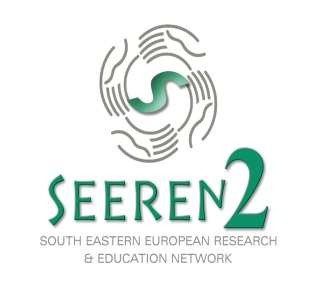 S
SEEREN2
SOUTH EASTERN EUROPEAN RESEARCH
& EDUCATION NETWORK